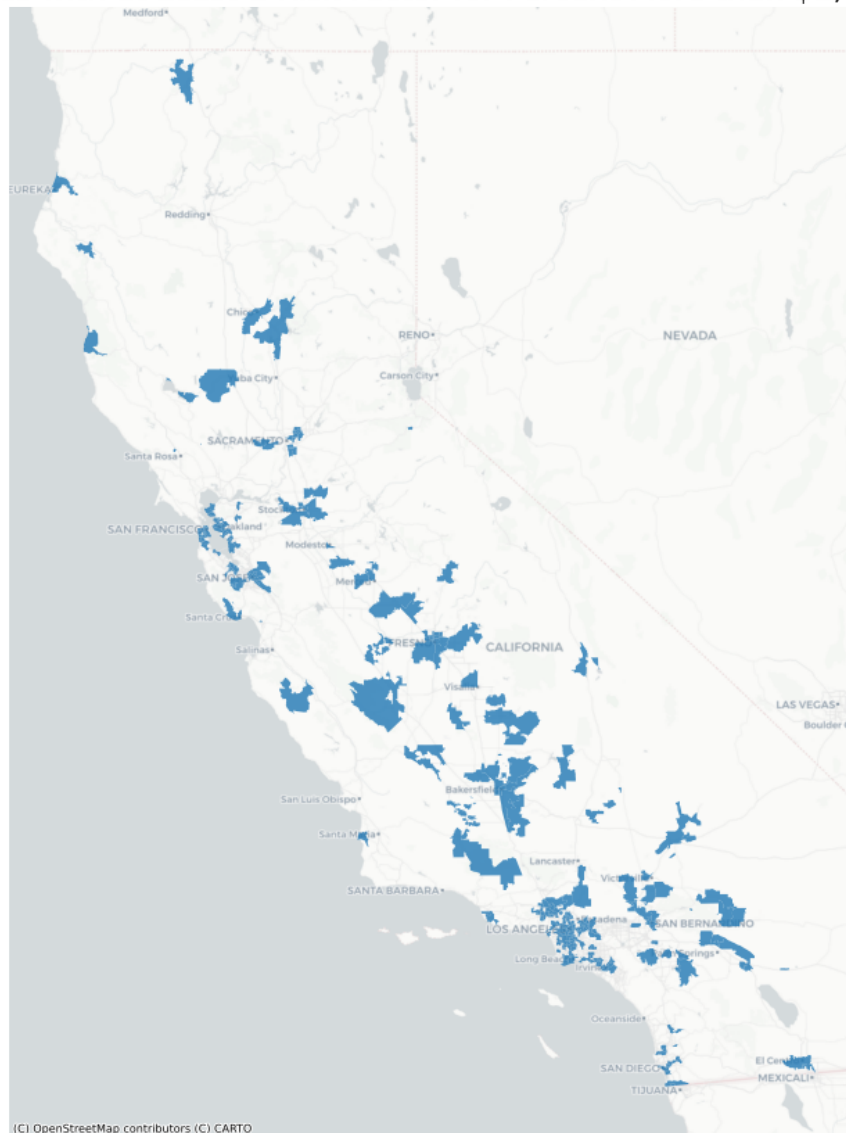 Medford•
EUREKA
Redding•
Chico
RENO•
NEVADA
Yuba City•
Carson City•
SACRAMENTO
Santa Rosa•
Stockton
SAN FRANCISCO
Oakland
Modesto
SAN JOSE
Merced
Santa Cruz
Salinas•
FRESNO
CALIFORNIA
Visalia
LAS VEGAS•
Boulder C
Bakersfield
San Luis Obispo•
Santa Maria•
Lancaster•
Victorville
SANTA BARBARA•
Pasadena
LOS ANGELES
SAN BERNARDINO
Palm Springs•
Long Beach
Irvine
Oceanside•
SAN DIEGO
El Centro
MEXICALI•
TIJUANA•
(C) OpenStreetMap contributors (C) CARTO